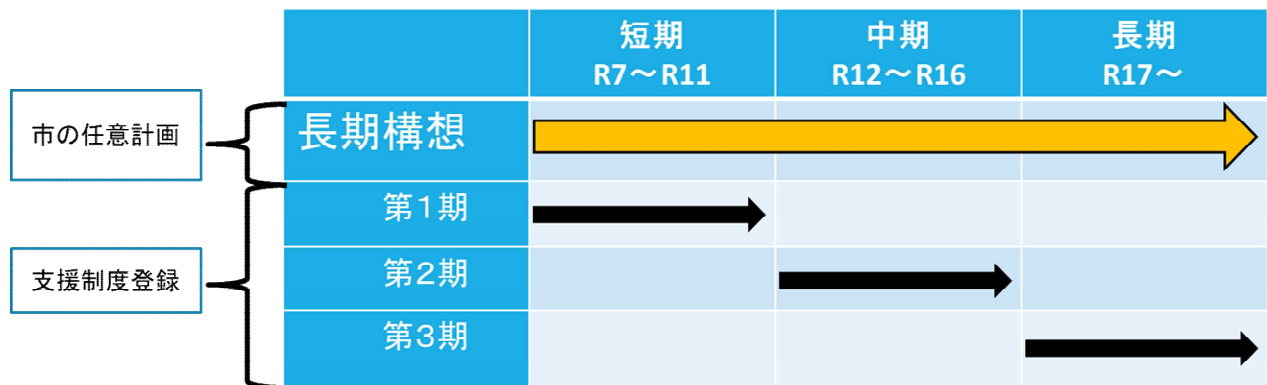 短期
R7～R11
中期
R12～R16
長期
R17～
市の任意計画
長期構想
第１期
支援制度登録
第２期
第３期